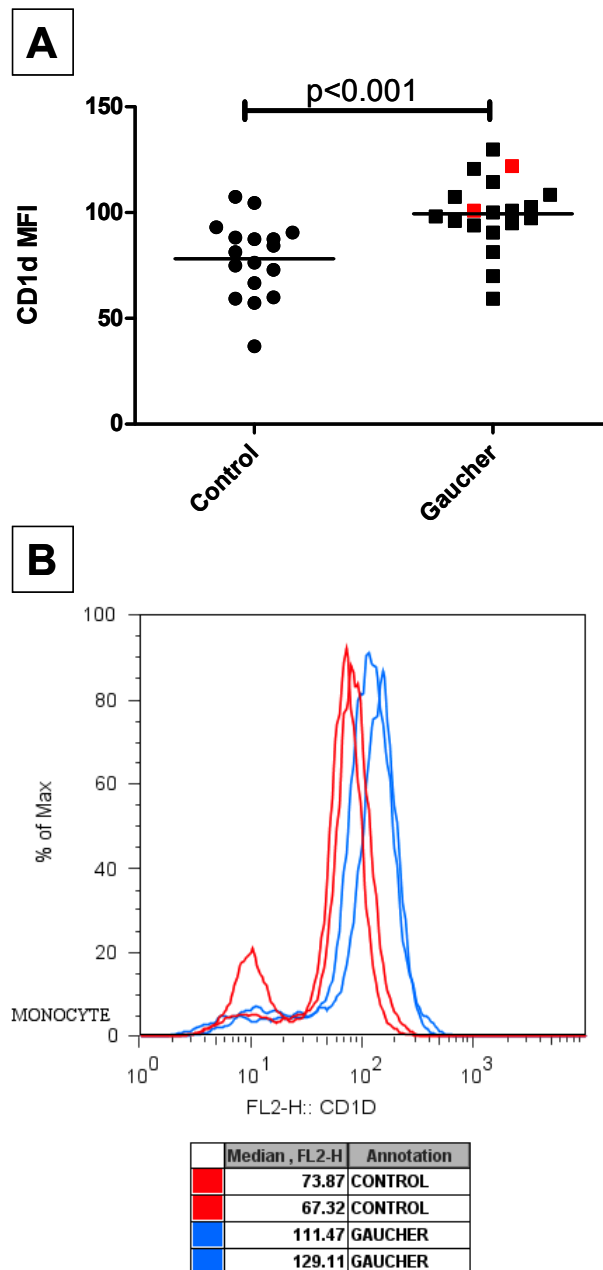 A
p<0.001
150
100
50
0
CD1d MFI
Control
Gaucher
B
100
80
60
40
20
0
% of Max
MONOCYTE
10^0 10^1 10^2 10^3
FL2-H:: CD1D
Median , FL2-H Annotation
73.87 CONTROL
67.32 CONTROL
111.47 GAUCHER
129.11 GAUCHER